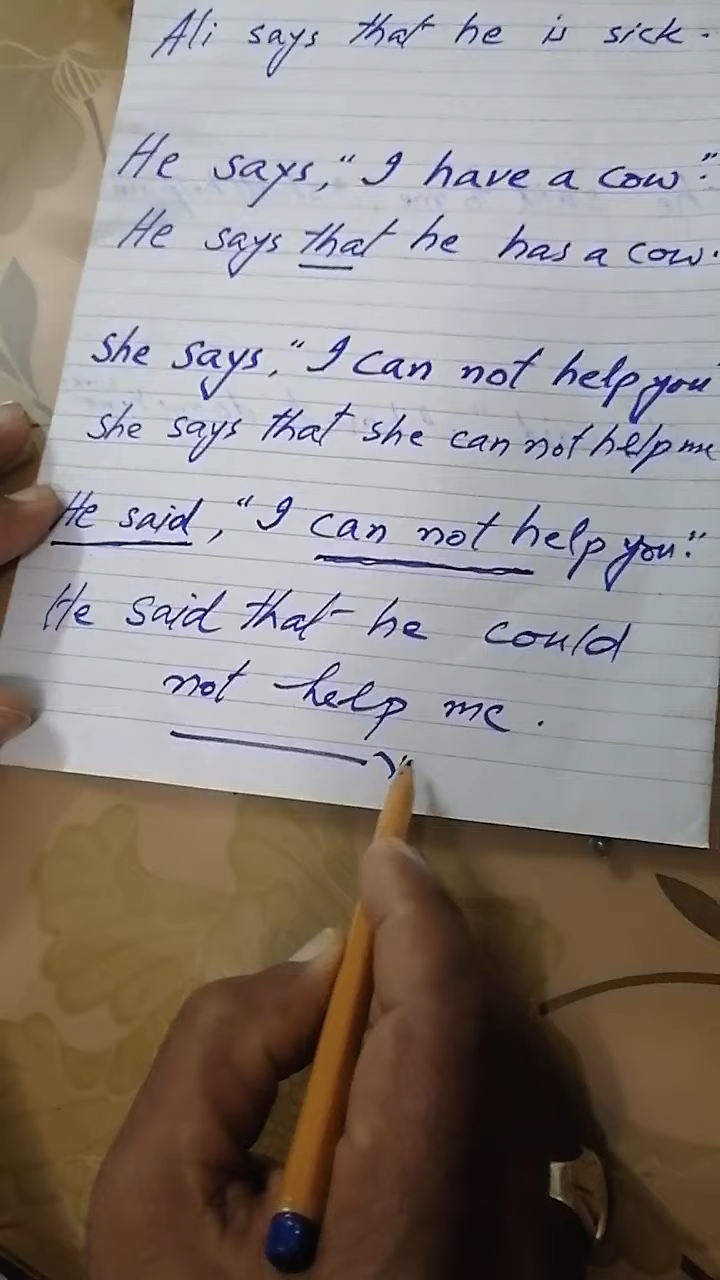 Ali says that he is sick.
He says, "I have a cow".
He says that he has a cow.
She says, "I can not help you"
She says that she can not help me
He said, "I can not help you."
He said that he could
not help me.